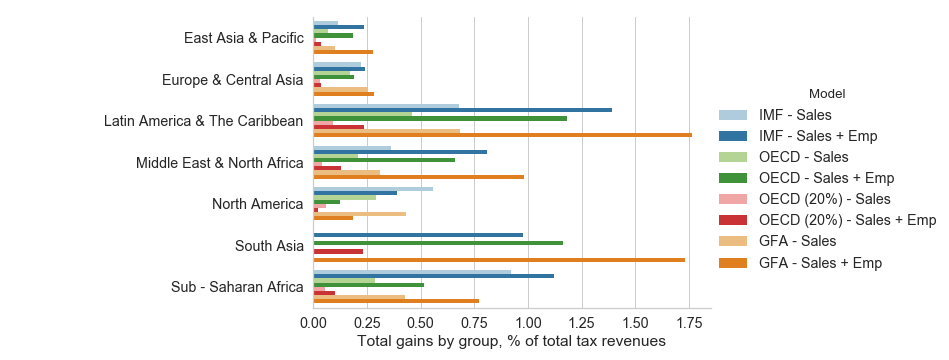 East Asia & Pacific
Europe & Central Asia
Latin America & The Caribbean
Middle East & North Africa
North America
South Asia
Sub - Saharan Africa
0.00 0.25 0.50 0.75 1.00 1.25 1.50 1.75
Total gains by group, % of total tax revenues
Model
IMF - Sales
IMF - Sales + Emp
OECD - Sales
OECD - Sales + Emp
OECD (20%) - Sales
OECD (20%) - Sales + Emp
GFA - Sales
GFA - Sales + Emp